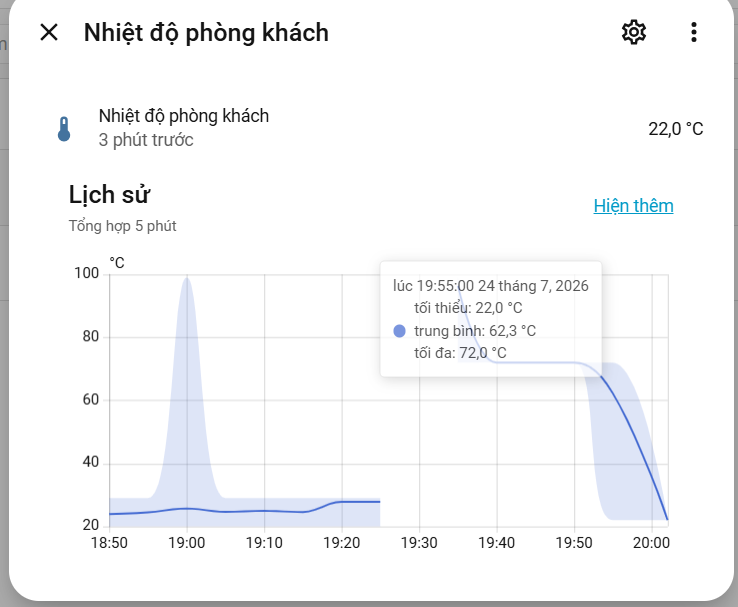 Nhiệt độ phòng khách
Nhiệt độ phòng khách
3 phút trước
22,0 °C
Lịch sử
Hiện thêm
Tổng hợp 5 phút
°C
100
80
60
40
20
lúc 19:55:00 24 tháng 7, 2026
tối thiểu: 22,0 °C
trung bình: 62,3 °C
tối đa: 72,0 °C
18:50 19:00 19:10 19:20 19:30 19:40 19:50 20:00